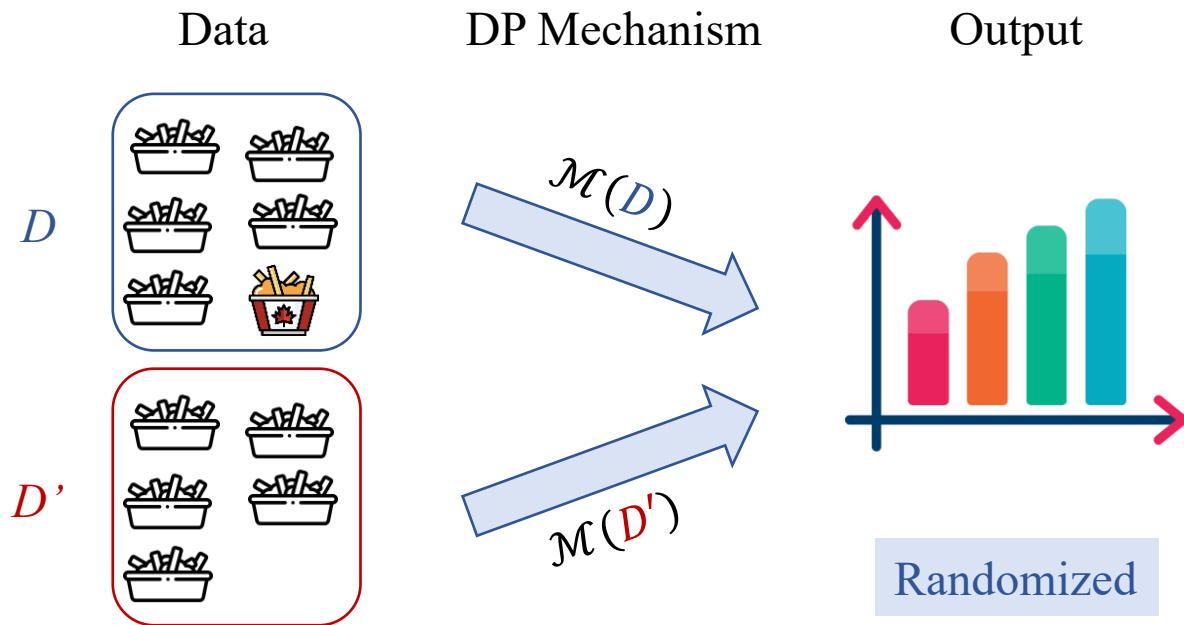 Data
DP Mechanism
Output
D
ℳ(D)
D’
ℳ(D′)
Randomized